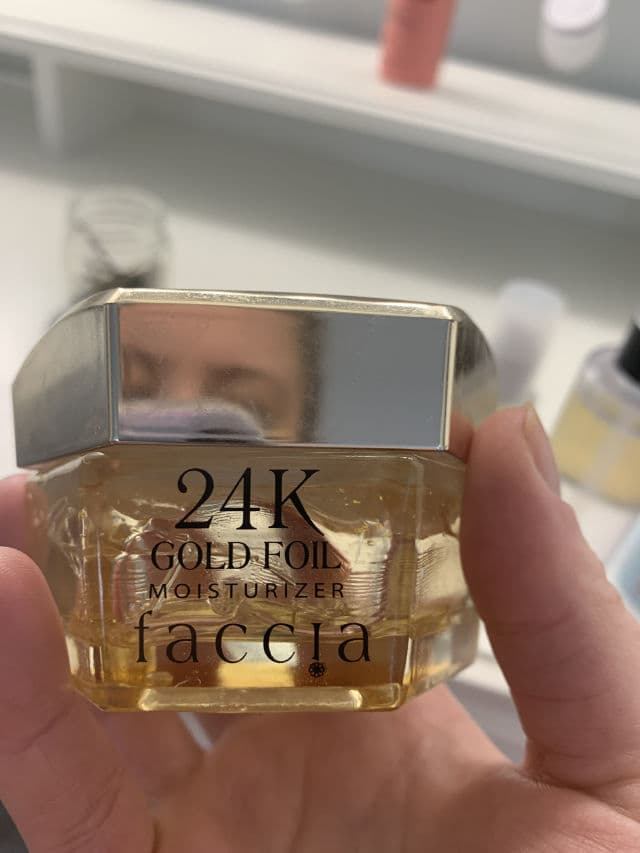 24K
GOLD FOIL
MOISTURIZER
faccia